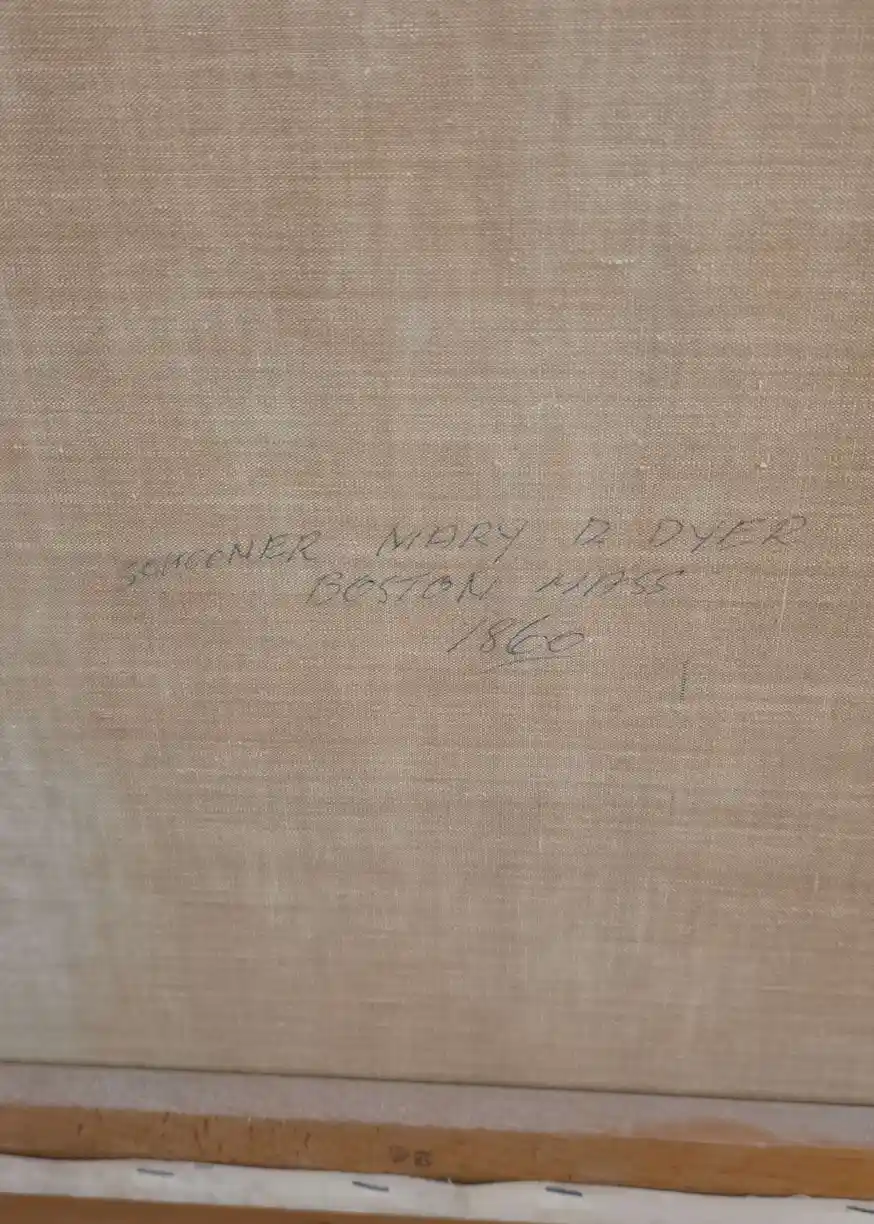 SCHOONER MARY D DYER
BOSTON MASS
1860